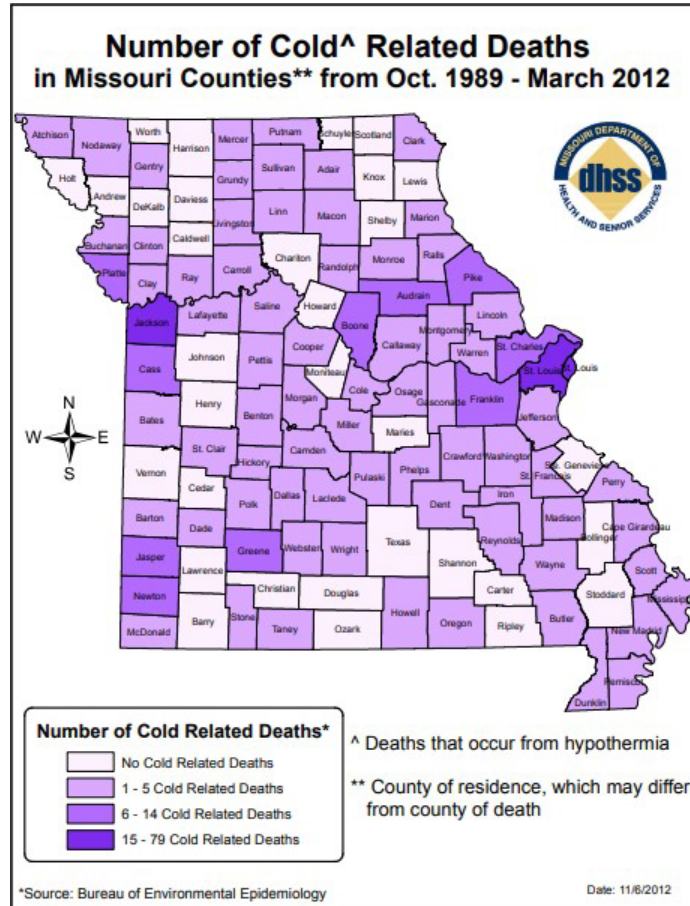 Number of Cold^ Related Deaths
in Missouri Counties** from Oct. 1989 - March 2012
MISSOURI DEPARTMENT OF
dhss
HEALTH AND SENIOR SERVICES
Atchison
Nodaway
Worth
Harrison
Mercer
Putnam
Schuyler
Scotland
Clark
Holt
Andrew
Gentry
DeKalb
Daviess
Grundy
Sullivan
Adair
Knox
Lewis
Buchanan
Clinton
Caldwell
Livingston
Linn
Macon
Shelby
Marion
Platte
Clay
Ray
Carroll
Chariton
Randolph
Monroe
Ralls
Pike
Jackson
Lafayette
Saline
Howard
Boone
Audrain
Lincoln
Cass
Johnson
Pettis
Cooper
Moniteau
Callaway
Montgomery
Warren
St. Charles
St. Louis
St. Louis
Bates
Henry
Benton
Morgan
Cole
Miller
Osage
Gasconade
Franklin
Jefferson
Vernon
St. Clair
Hickory
Camden
Maries
Pulaski
Phelps
Crawford
Washington
St. Francois
Ste. Genevieve
Perry
Barton
Cedar
Dade
Polk
Dallas
Laclede
Dent
Iron
Madison
Bollinger
Cape Girardeau
Jasper
Lawrence
Greene
Webster
Wright
Texas
Shannon
Reynolds
Wayne
Scott
Newton
Christian
Douglas
Carter
Stoddard
Mississippi
McDonald
Barry
Stone
Taney
Ozark
Howell
Oregon
Ripley
Butler
New Madrid
Pemiscot
Dunklin
N
W
E
S
Number of Cold Related Deaths*
No Cold Related Deaths
1 - 5 Cold Related Deaths
6 - 14 Cold Related Deaths
15 - 79 Cold Related Deaths
^ Deaths that occur from hypothermia
** County of residence, which may differ
from county of death
*Source: Bureau of Environmental Epidemiology
Date: 11/6/2012